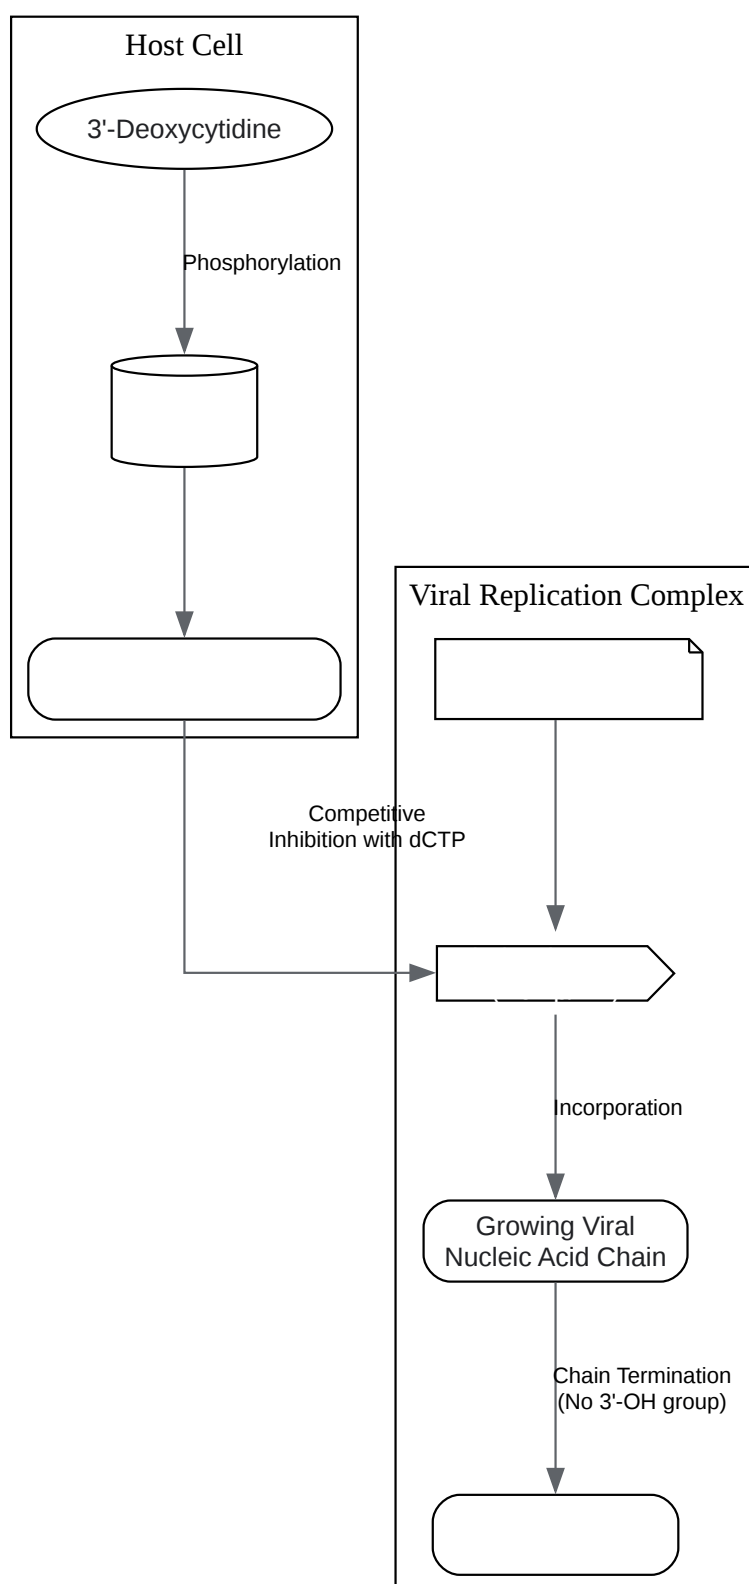 Host Cell
3'-Deoxycytidine
Phosphorylation
Viral Replication Complex
Competitive
Inhibition with dCTP
Incorporation
Growing Viral
Nucleic Acid Chain
Chain Termination
(No 3'-OH group)